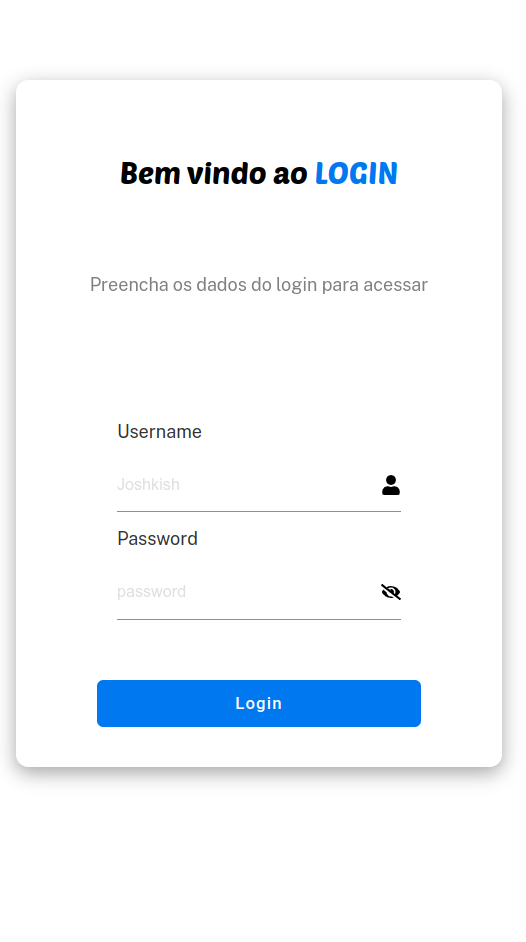 Bem vindo ao LOGIN
Preencha os dados do login para acessar
Username
Joshkish
Password
password
Login